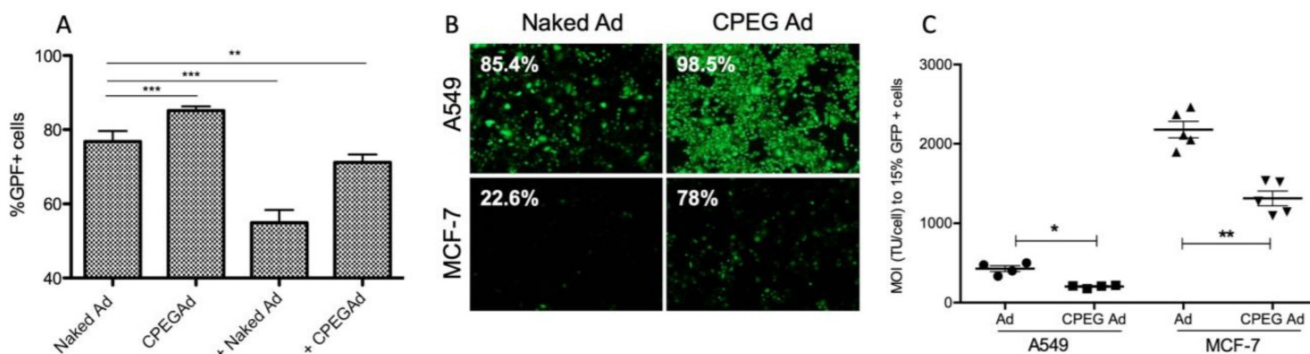 A
%GPF+ cells
100
80
60
40
**
***
***
Naked Ad
CPEGAd
+ Naked Ad
+ CPEGAd
B
Naked Ad
CPEG Ad
A549
85.4%
98.5%
MCF-7
22.6%
78%
C
MOI (TU/cell) to 15% GFP + cells
3000
2000
1000
0
*
**
Ad
CPEG Ad
Ad
CPEG Ad
A549
MCF-7